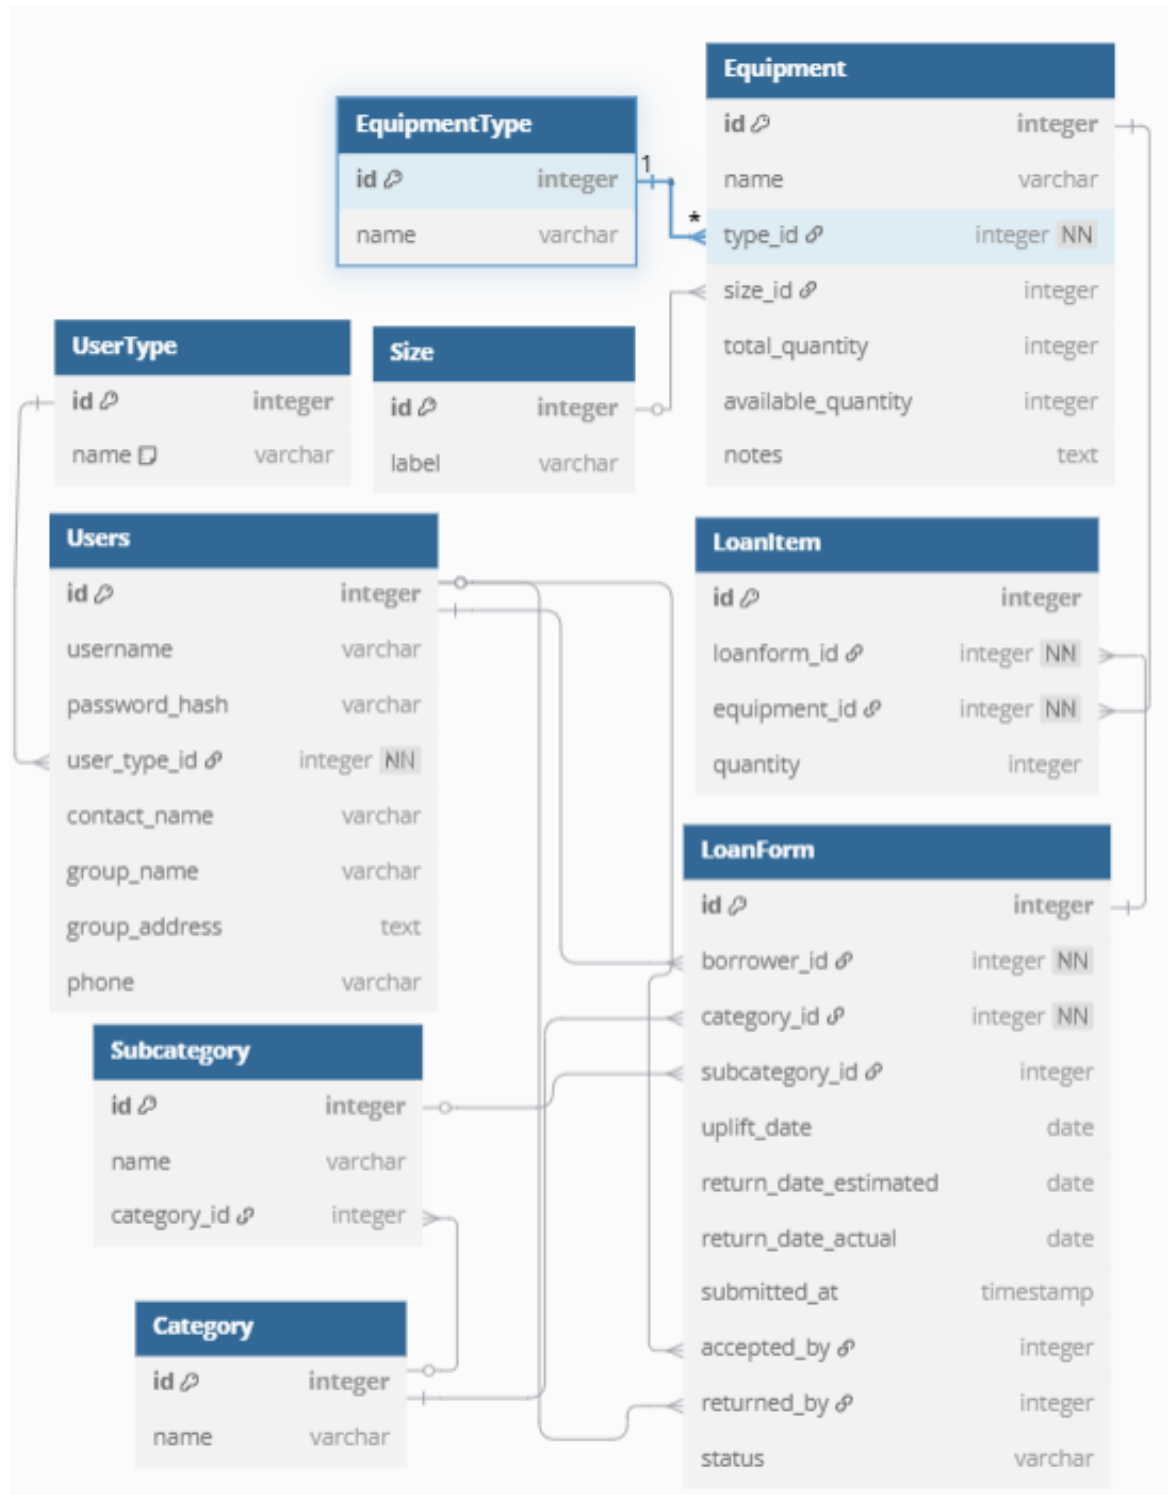 Equipment
id integer
name varchar
type_id integer NN
size_id integer
total_quantity integer
available_quantity integer
notes text
EquipmentType
id integer
name varchar
1
*
UserType
id integer
name varchar
Size
id integer
label varchar
Users
id integer
username varchar
password_hash varchar
user_type_id integer NN
contact_name varchar
group_name varchar
group_address text
phone varchar
LoanItem
id integer
loanform_id integer NN
equipment_id integer NN
quantity integer
LoanForm
id integer
borrower_id integer NN
category_id integer NN
subcategory_id integer
uplift_date date
return_date_estimated date
return_date_actual date
submitted_at timestamp
accepted_by integer
returned_by integer
status varchar
Subcategory
id integer
name varchar
category_id integer
Category
id integer
name varchar